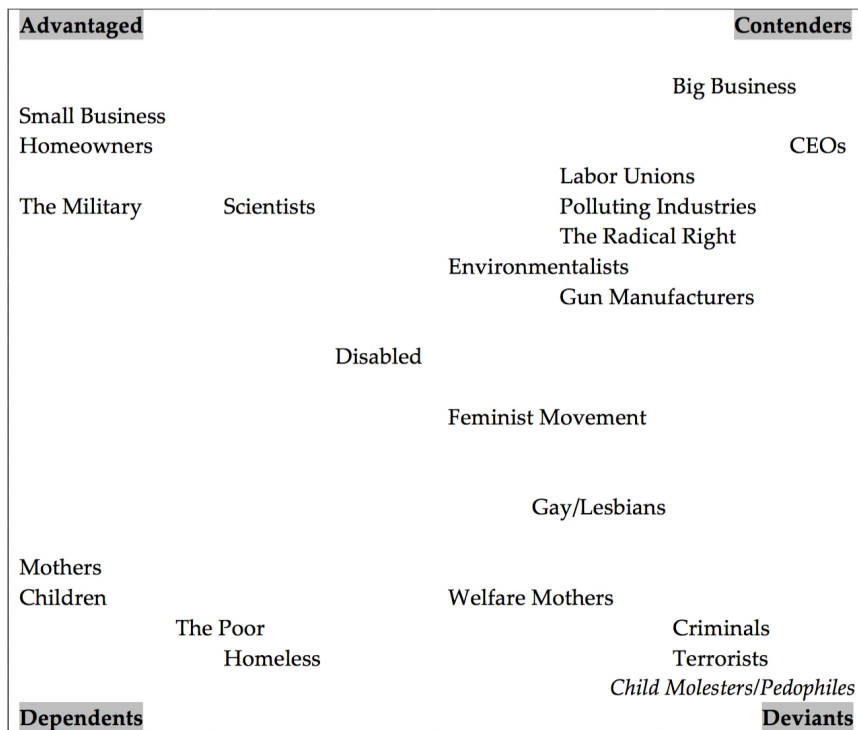 Advantaged Contenders
Big Business
Small Business
Homeowners CEOs
Labor Unions
The Military Scientists Polluting Industries
The Radical Right
Environmentalists
Gun Manufacturers
Disabled
Feminist Movement
Gay/Lesbians
Mothers
Children Welfare Mothers
The Poor Criminals
Homeless Terrorists
Child Molesters/Pedophiles
Dependents Deviants